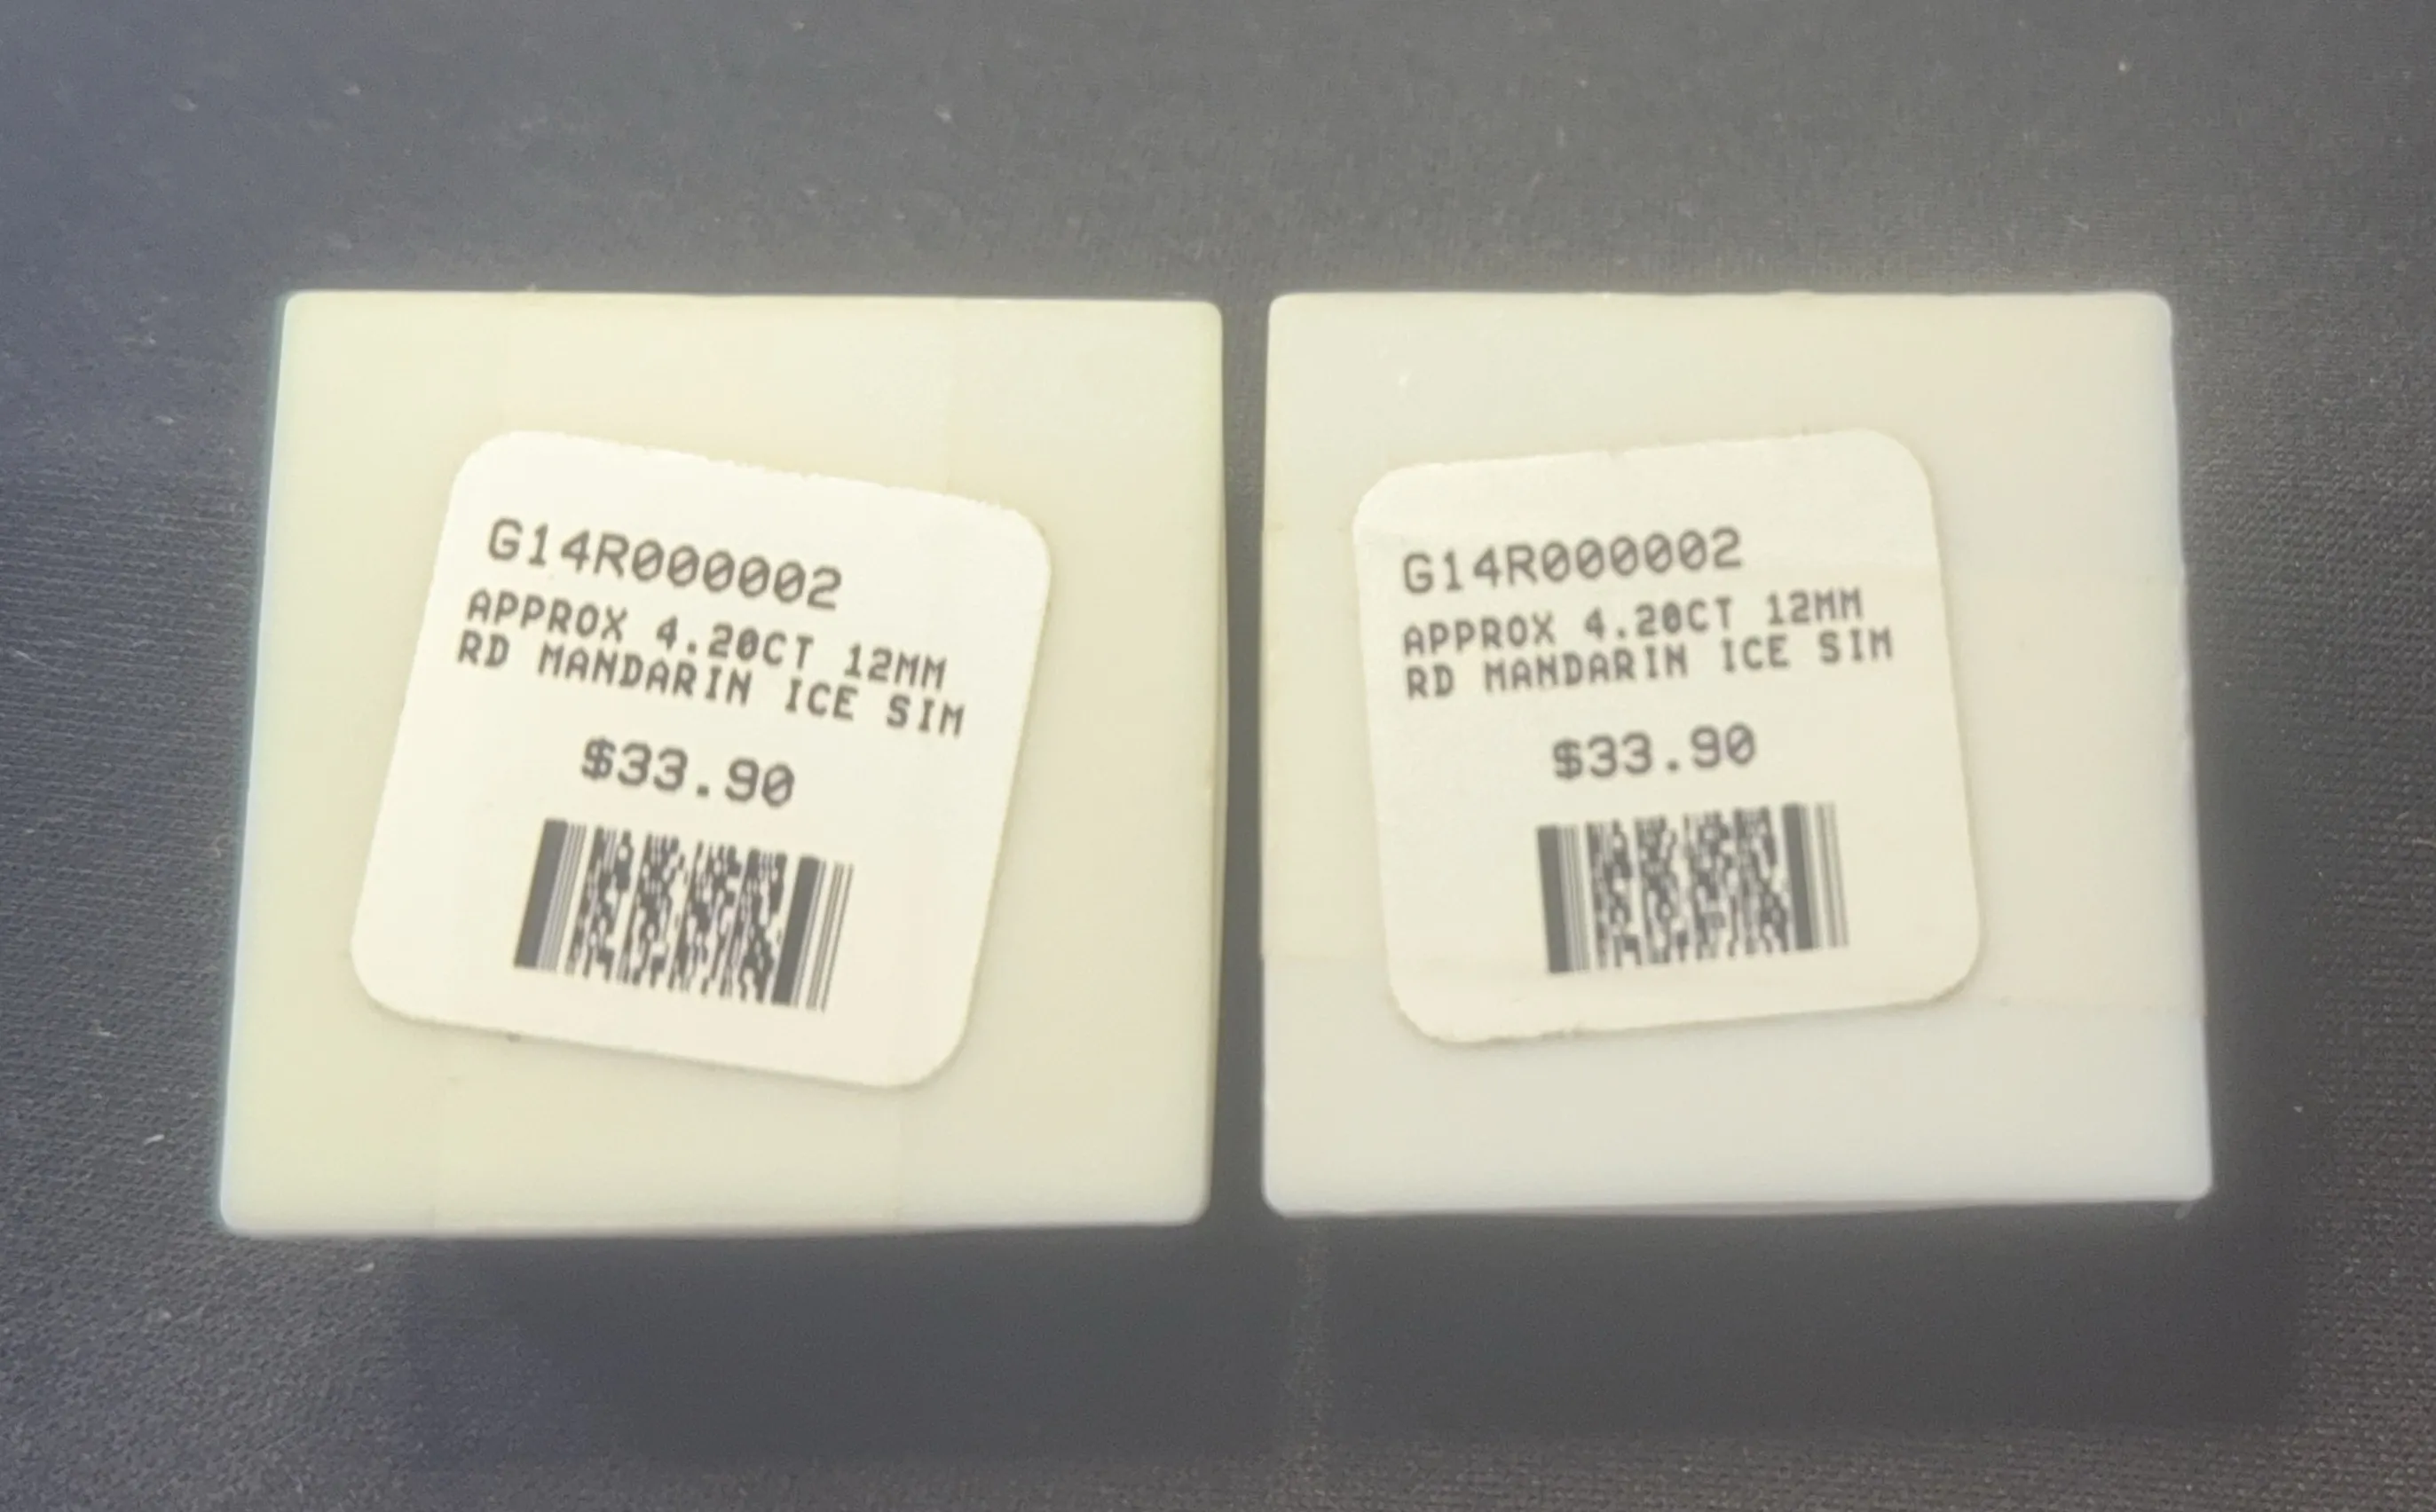 G14R000002
APPROX 4.20CT 12MM
RD MANDARIN ICE SIM
$33.90
G14R000002
APPROX 4.20CT 12MM
RD MANDARIN ICE SIM
$33.90